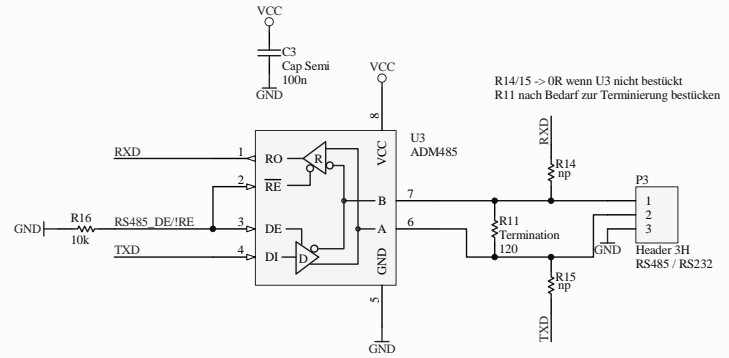 VCC
C3
Cap Semi
100n
GND
VCC
R14/15 -> 0R wenn U3 nicht bestückt
R11 nach Bedarf zur Terminierung bestücken
8
U3
ADM485
RXD
RXD
1
RO
R
VCC
R14
np
2
RE
P3
B
7
1
2
3
GND
R16
10k
RS485_DE/!RE
3
DE
A
6
R11
Termination
120
GND
Header 3H
RS485 / RS232
TXD
4
DI
D
GND
R15
np
5
TXD
GND